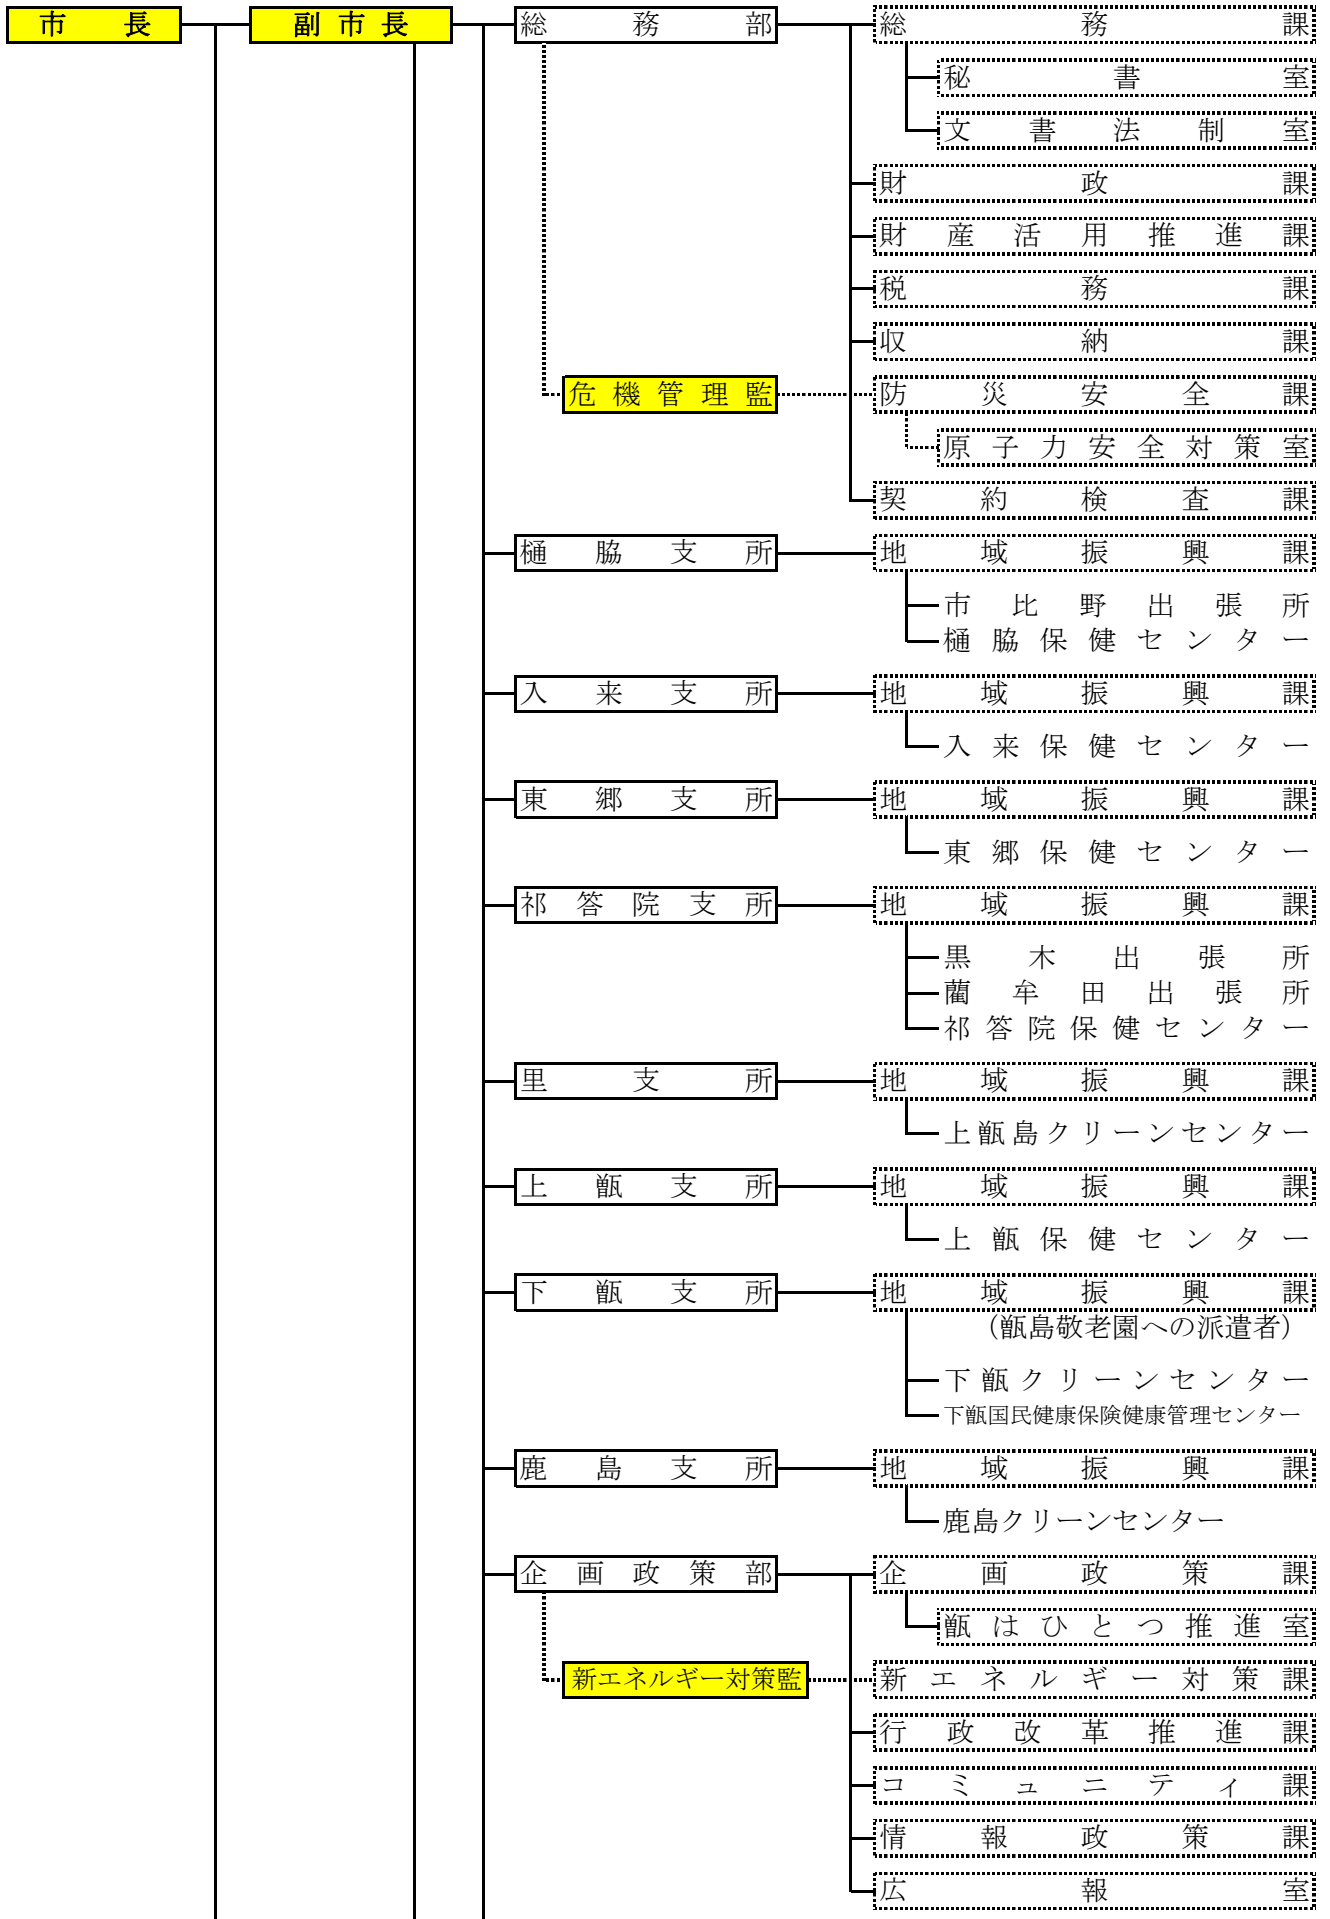 市長 副市長 総務部 総務課
秘書室
文書法制室
財政課
財産活用推進課
税務課
収納課
危機管理監 防災安全課
原子力安全対策室
契約検査課
樋脇支所 地域振興課
市比野出張所
樋脇保健センター
入来支所 地域振興課
入来保健センター
東郷支所 地域振興課
東郷保健センター
祁答院支所 地域振興課
黒木出張所
藺牟田出張所
祁答院保健センター
里支所 地域振興課
上甑島クリーンセンター
上甑支所 地域振興課
上甑保健センター
下甑支所 地域振興課
（甑島敬老園への派遣者）
下甑クリーンセンター
下甑国民健康保険健康管理センター
鹿島支所 地域振興課
鹿島クリーンセンター
企画政策部 企画政策課
甑はひとつ推進室
新エネルギー対策監 新エネルギー対策課
行政改革推進課
コミュニティ課
情報政策課
広報室